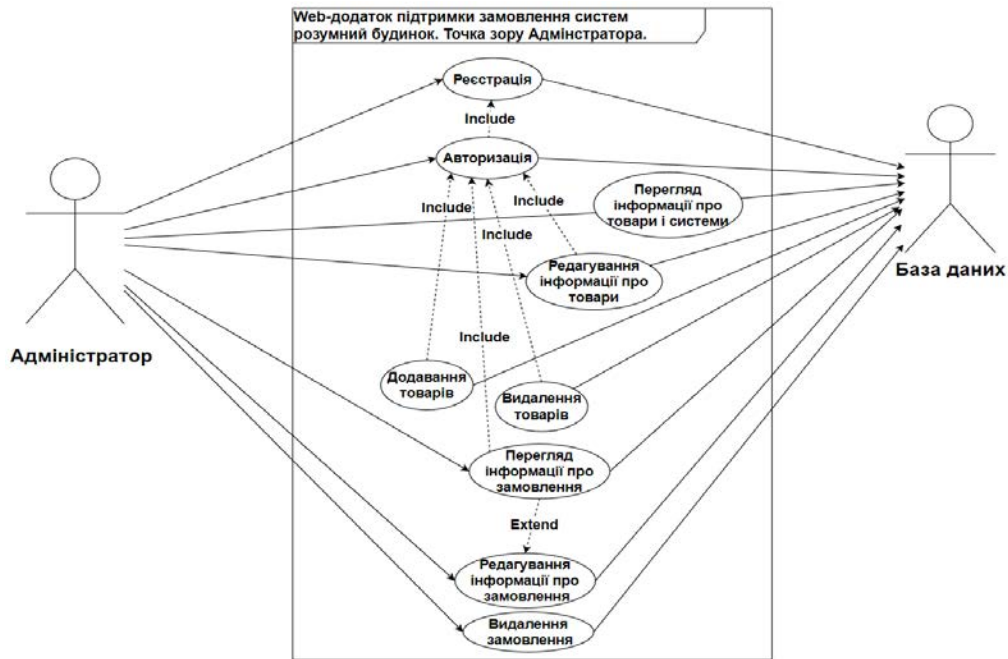 Web-додаток підтримки замовлення систем
розумний будинок. Точка зору Адмінстратора.
Реєстрація
Include
Авторизація
Include
Include
Перегляд
інформації про
товари і системи
Include
Редагування
інформації про
товари
База даних
Адміністратор
Include
Додавання
товарів
Видалення
товарів
Перегляд
інформації про
замовлення
Extend
Редагування
інформації про
замовлення
Видалення
замовлення